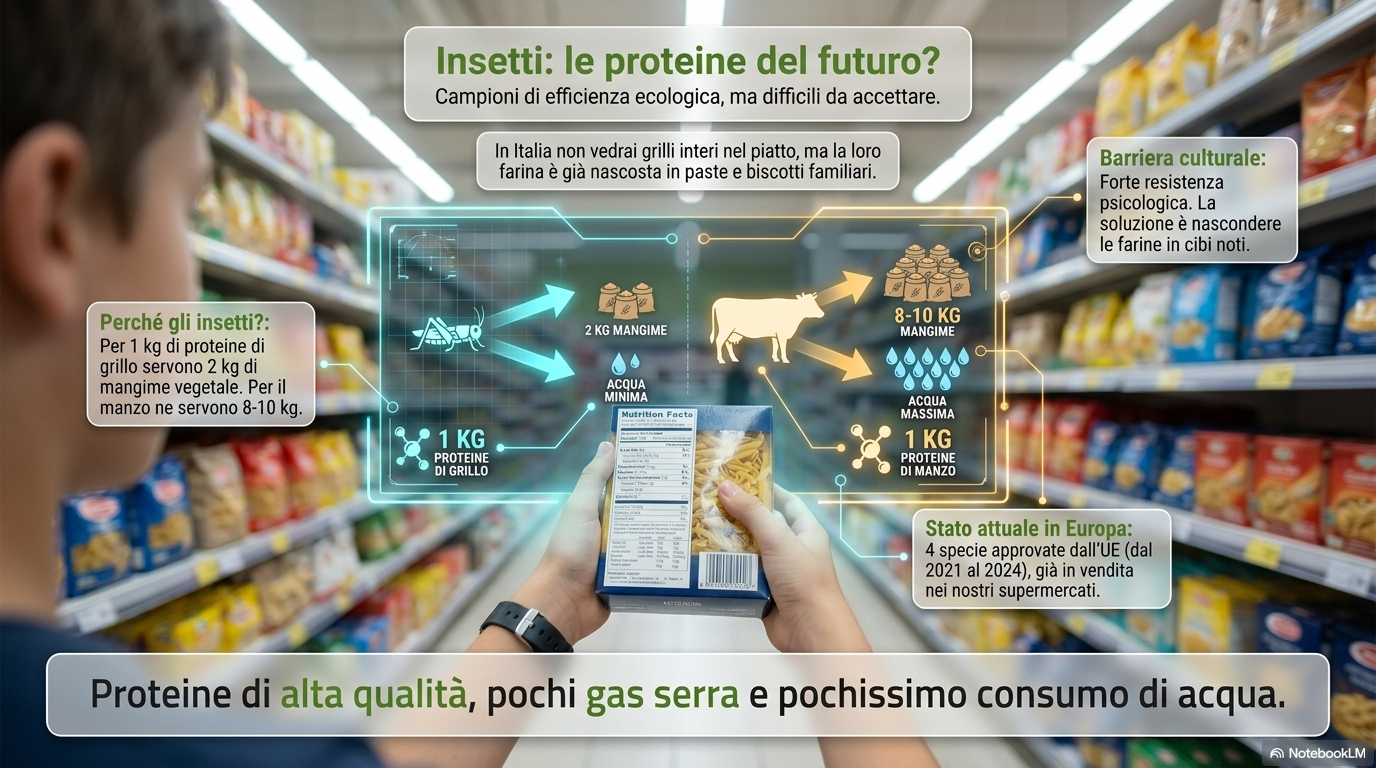 Insetti: le proteine del futuro?
Campioni di efficienza ecologica, ma difficili da accettare.
In Italia non vedrai grilli interi nel piatto, ma la loro
farina è già nascosta in paste e biscotti familiari.
Barriera culturale:
Forte resistenza
psicologica. La
soluzione è nascondere
le farine in cibi noti.
Perché gli insetti?:
Per 1 kg di proteine di
grillo servono 2 kg di
mangime vegetale. Per il
manzo ne servono 8-10 kg.
2 KG MANGIME
ACQUA
MINIMA
1 KG
PROTEINE
DI GRILLO
8-10 KG
MANGIME
ACQUA
MASSIMA
1 KG
PROTEINE
DI MANZO
Nutrition Facts
Stato attuale in Europa:
4 specie approvate dall'UE (dal
2021 al 2024), già in vendita
nei nostri supermercati.
Proteine di alta qualità, pochi gas serra e pochissimo consumo di acqua.
NotebookLM